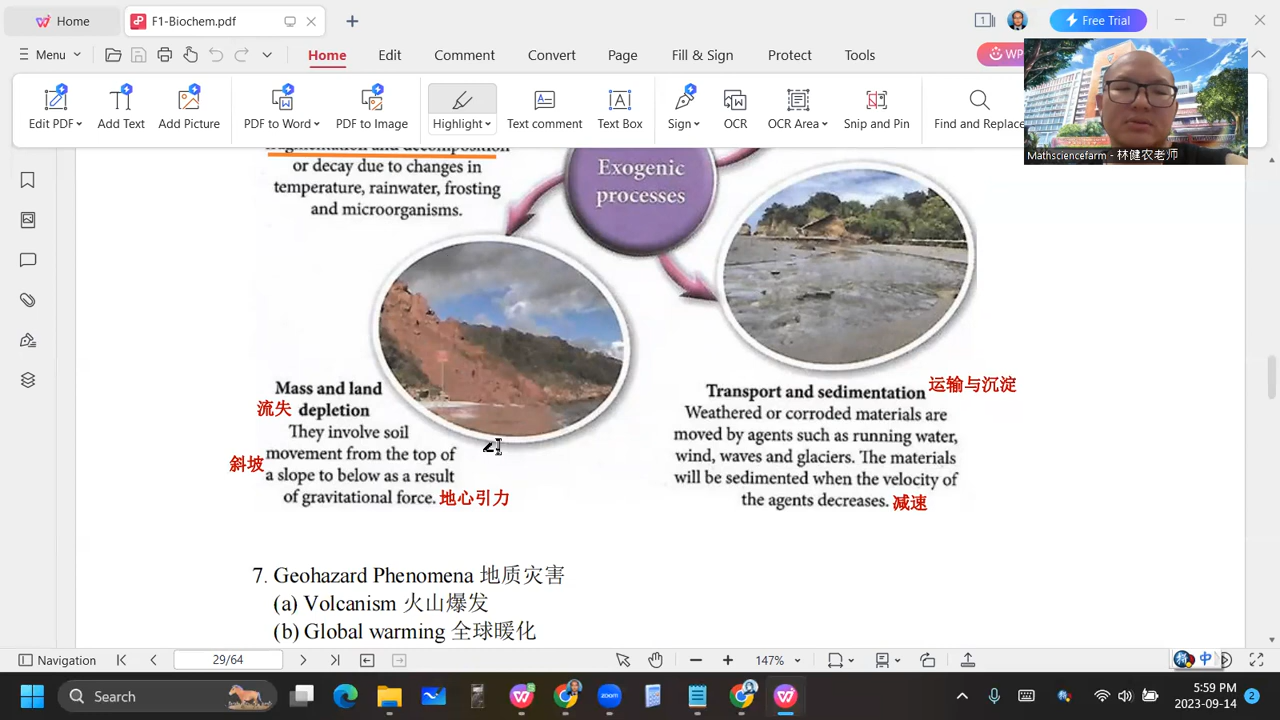 Home
F1-Biochem.pdf
1
Free Trial
Menu
Home
Edit
Comment
Convert
Page
Fill & Sign
Protect
Tools
WP
Edit PDF
Add Text
Add Picture
PDF to Word
PDF to Image
Highlight
Text comment
Text Box
Sign
OCR
OCR Area
Snip and Pin
Find and Replace
Mathsciencefarm - 林健农老师
fragmentation and decomposition
or decay due to changes in
temperature, rainwater, frosting
and microorganisms.
Exogenic
processes
Mass and land
流失 depletion
They involve soil
斜坡 movement from the top of
a slope to below as a result
of gravitational force. 地心引力
Transport and sedimentation 运输与沉淀
Weathered or corroded materials are
moved by agents such as running water,
wind, waves and glaciers. The materials
will be sedimented when the velocity of
the agents decreases. 减速
7. Geohazard Phenomena 地质灾害
(a) Volcanism 火山爆发
(b) Global warming 全球暖化
Navigation
29/64
147%
中
Search
5:59 PM
2023-09-14
2